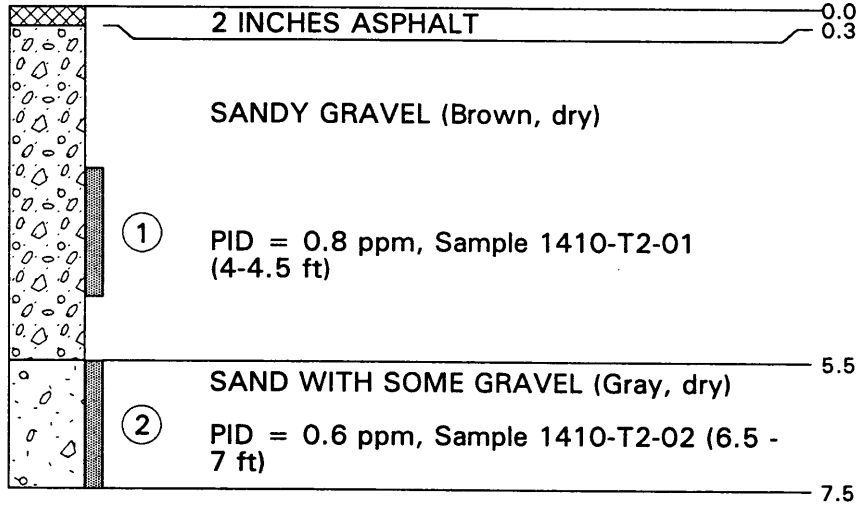 0.0
2 INCHES ASPHALT
0.3
SANDY GRAVEL (Brown, dry)
1
PID = 0.8 ppm, Sample 1410-T2-01
(4-4.5 ft)
5.5
SAND WITH SOME GRAVEL (Gray, dry)
2
PID = 0.6 ppm, Sample 1410-T2-02 (6.5 -
7 ft)
7.5